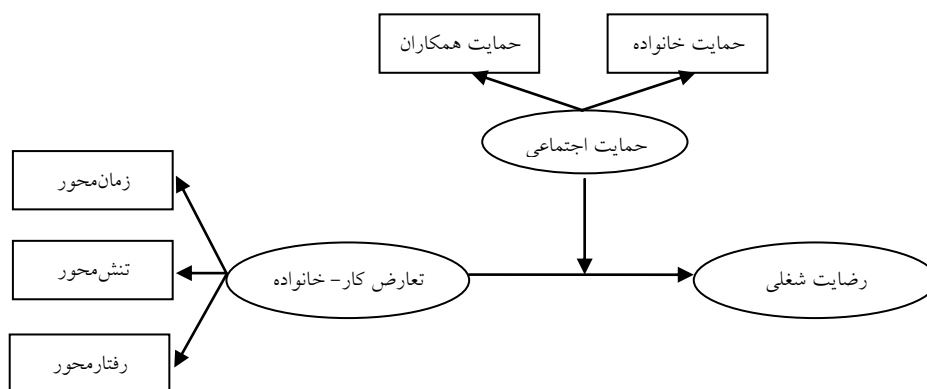 حمایت خانواده
حمایت همکاران
حمایت اجتماعی
زمان‌محور
تنش‌محور
تعارض کار- خانواده
رضایت شغلی
رفتارمحور